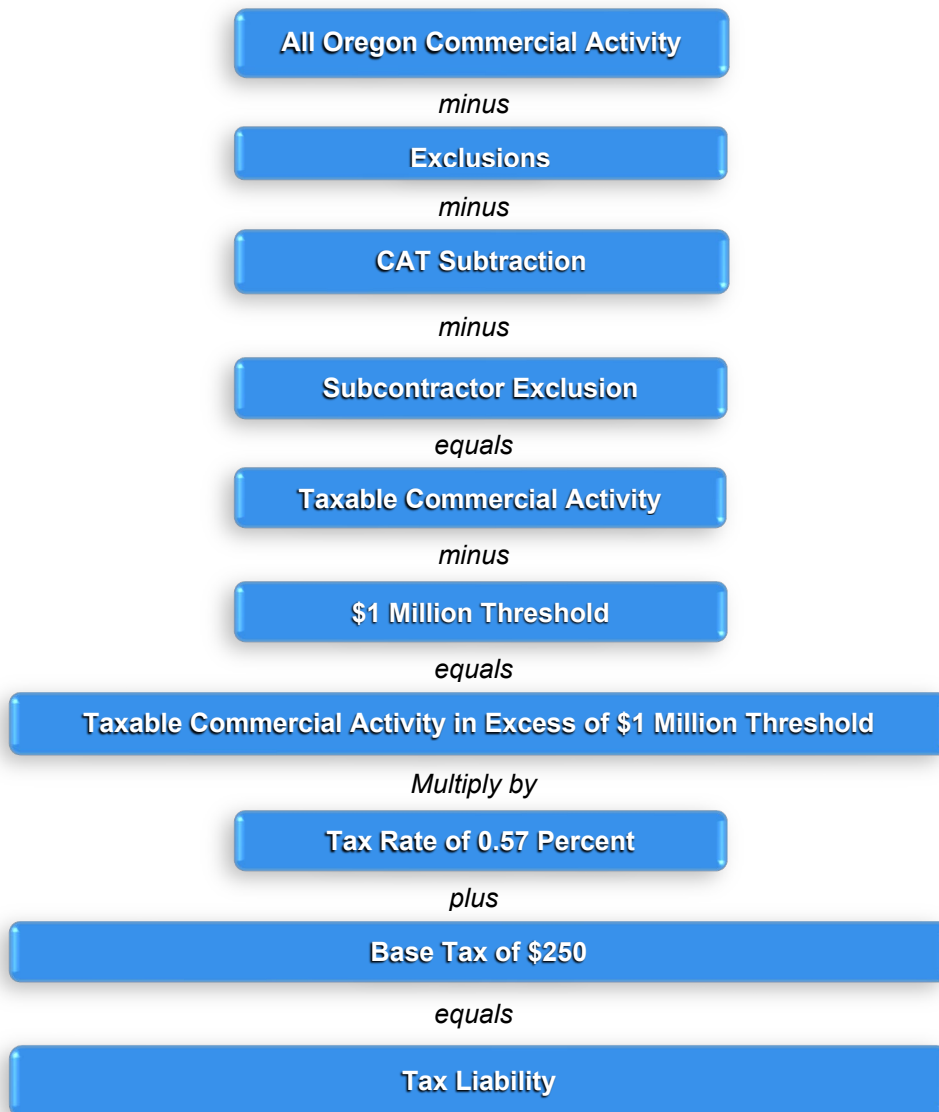 All Oregon Commercial Activity
minus
Exclusions
minus
CAT Subtraction
minus
Subcontractor Exclusion
equals
Taxable Commercial Activity
minus
$1 Million Threshold
equals
Taxable Commercial Activity in Excess of $1 Million Threshold
Multiply by
Tax Rate of 0.57 Percent
plus
Base Tax of $250
equals
Tax Liability